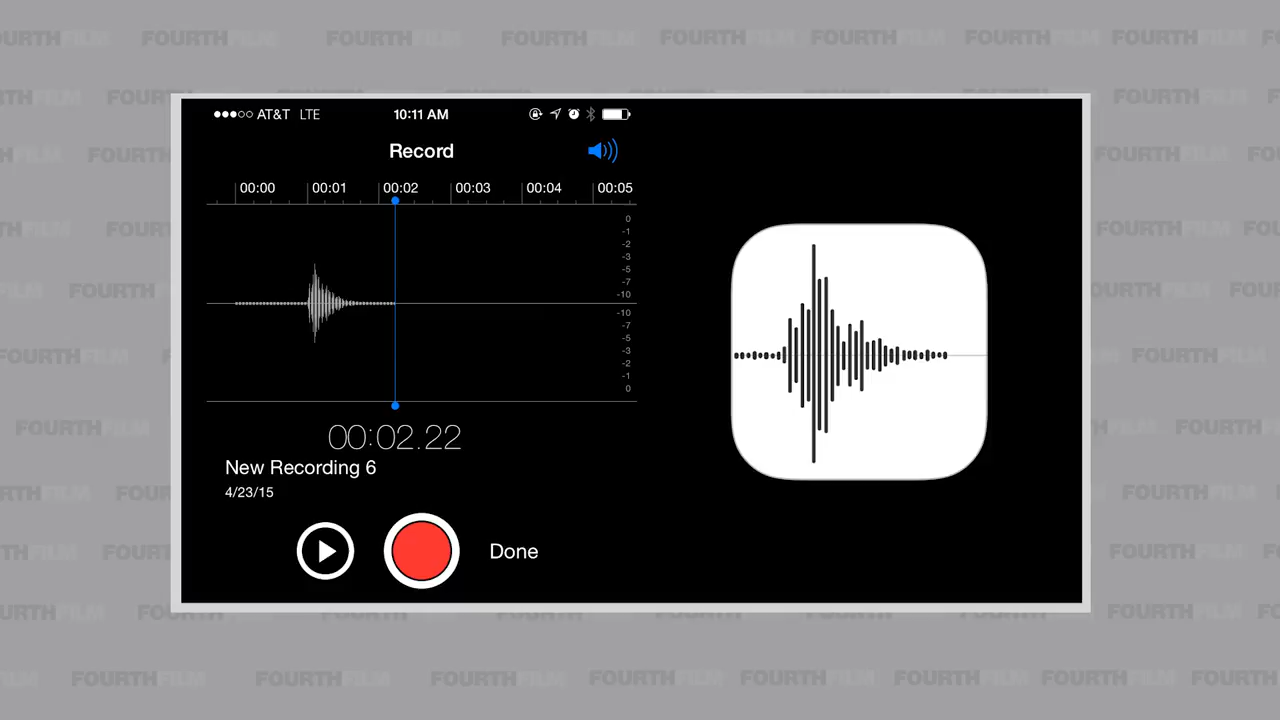 AT&T LTE 10:11 AM
Record
00:00 00:01 00:02 00:03 00:04 00:05
0
-1
-2
-3
-5
-7
-10
-10
-7
-5
-3
-2
-1
0
00:02.22
New Recording 6
4/23/15
Done
FOURTHFILM